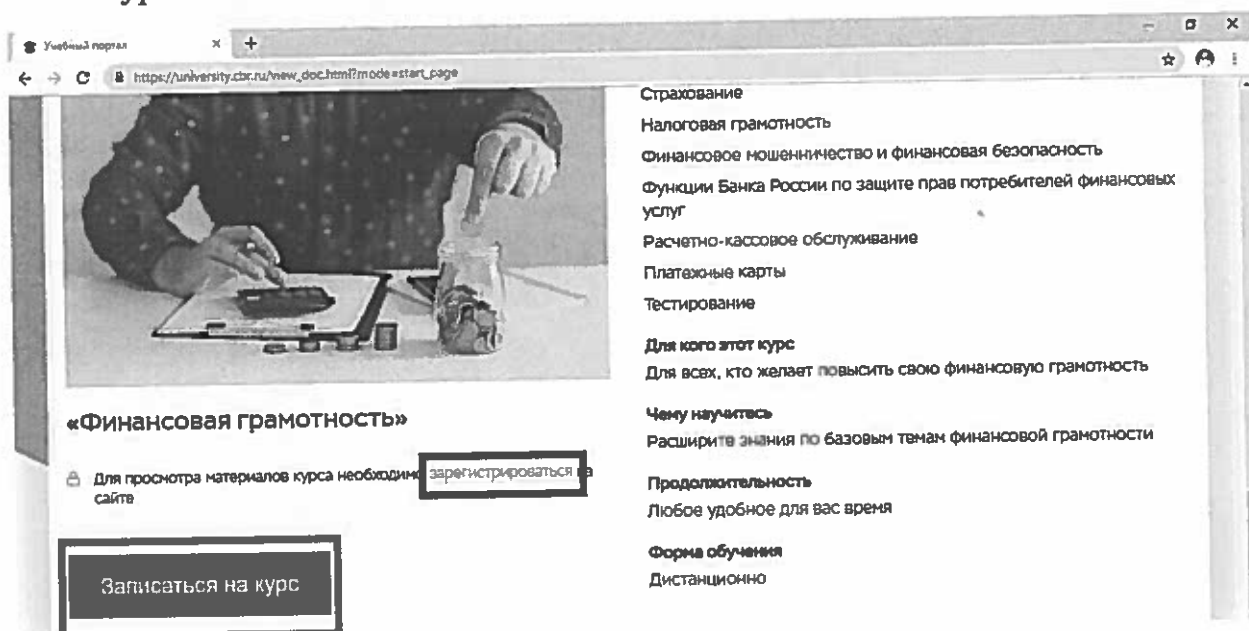 Учебный портал
https://university.cbr.ru/view_doc.html?mode=start_page
Страхование
Налоговая грамотность
Финансовое мошенничество и финансовая безопасность
Функции Банка России по защите прав потребителей финансовых
услуг
Расчетно-кассовое обслуживание
Платежные карты
Тестирование
Для кого этот курс
Для всех, кто желает повысить свою финансовую грамотность
Чему научитесь
Расширите знания по базовым темам финансовой грамотности
Продолжительность
Любое удобное для вас время
Форма обучения
Дистанционно
«Финансовая грамотность»
Для просмотра материалов курса необходимо зарегистрироваться на
сайте
Записаться на курс